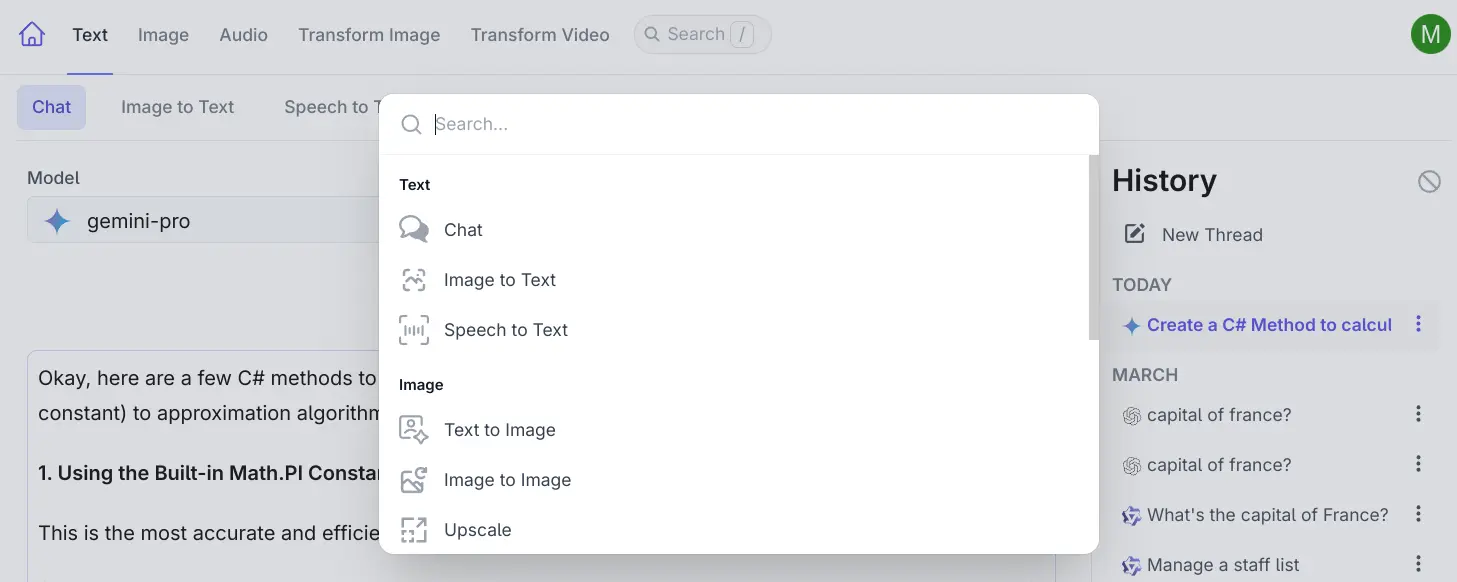 Text Image Audio Transform Image Transform Video Search / M
Chat Image to Text Speech to
Search...
Model
gemini-pro
Text
Chat
Image to Text
Speech to Text
Image
Text to Image
Image to Image
Upscale
Okay, here are a few C# methods to
constant) to approximation algorithm
1. Using the Built-in Math.PI Consta
This is the most accurate and efficie
History
New Thread
TODAY
Create a C# Method to calcul
MARCH
capital of france?
capital of france?
What's the capital of France?
Manage a staff list